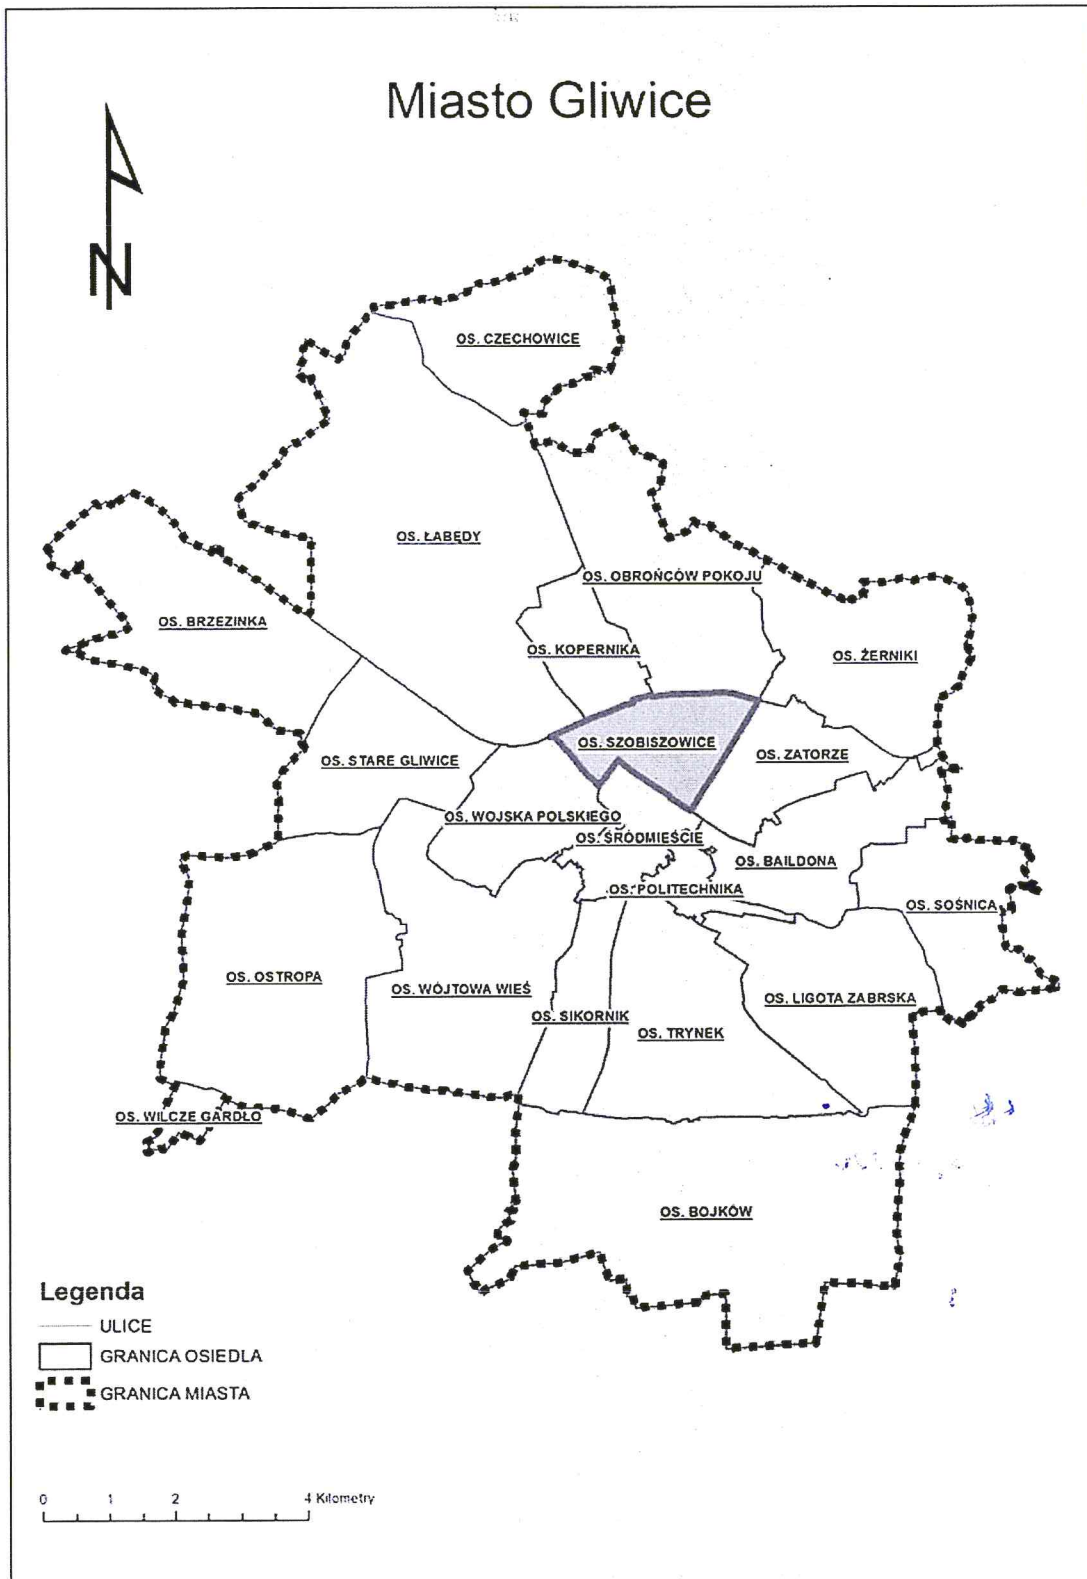 Miasto Gliwice
N
OS. CZECHOWICE
OS. ŁABĘDY
OS. OBROŃCÓW POKOJU
OS. BRZEZINKA
OS. KOPERNIKA
OS. ŻERNIKI
OS. SZOBISZOWICE
OS. STARE GLIWICE
OS. ZATORZE
OS. WOJSKA POLSKIEGO
OS. ŚRÓDMIEŚCIE
OS. BAILDONA
OS. POLITECHNIKA
OS. SOŚNICA
OS. OSTROPA
OS. WÓJTOWA WIEŚ
OS. SIKORNIK
OS. LIGOTA ZABRSKA
OS. TRYNEK
OS. WILCZE GARDŁO
OS. BOJKÓW
Legenda
ULICE
GRANICA OSIEDLA
GRANICA MIASTA
0 1 2 4 Kilometry